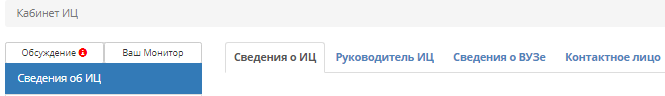 Кабинет ИЦ
Обсуждение Ваш Монитор
Сведения о ИЦ Руководитель ИЦ Сведения о ВУЗе Контактное лицо
Сведения об ИЦ